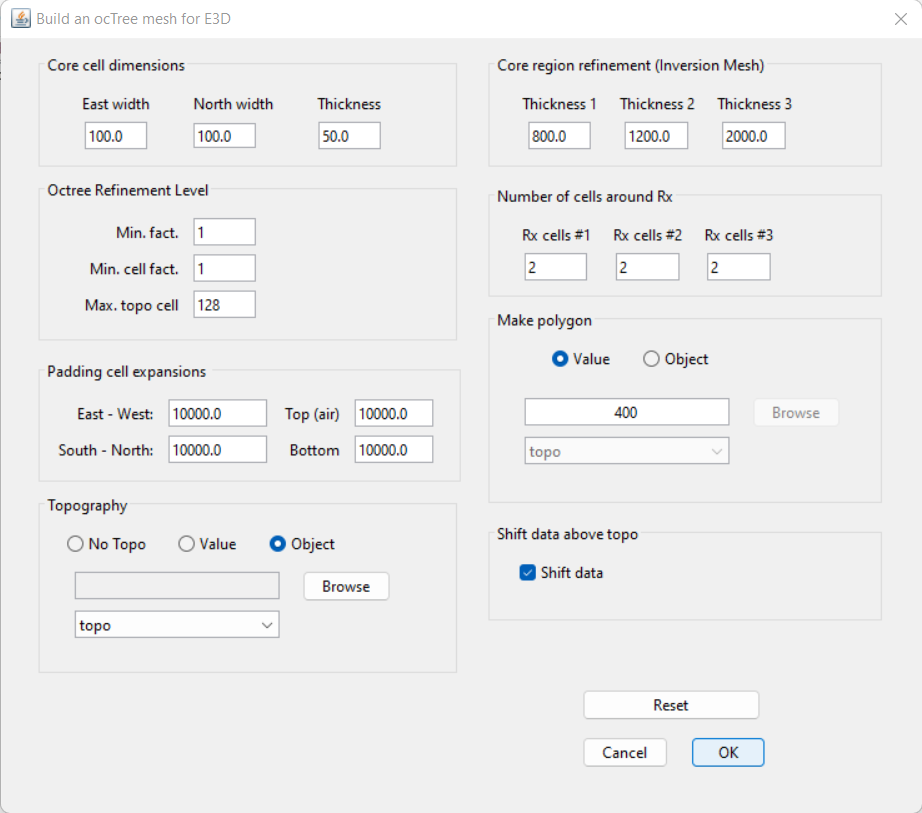 Build an ocTree mesh for E3D
Core cell dimensions
East width North width Thickness
100.0 100.0 50.0
Octree Refinement Level
Min. fact. 1
Min. cell fact. 1
Max. topo cell 128
Padding cell expansions
East - West: 10000.0 Top (air) 10000.0
South - North: 10000.0 Bottom 10000.0
Topography
No Topo Value Object
Browse
topo
Core region refinement (Inversion Mesh)
Thickness 1 Thickness 2 Thickness 3
800.0 1200.0 2000.0
Number of cells around Rx
Rx cells #1 Rx cells #2 Rx cells #3
2 2 2
Make polygon
Value Object
400 Browse
topo
Shift data above topo
Shift data
Reset
Cancel OK